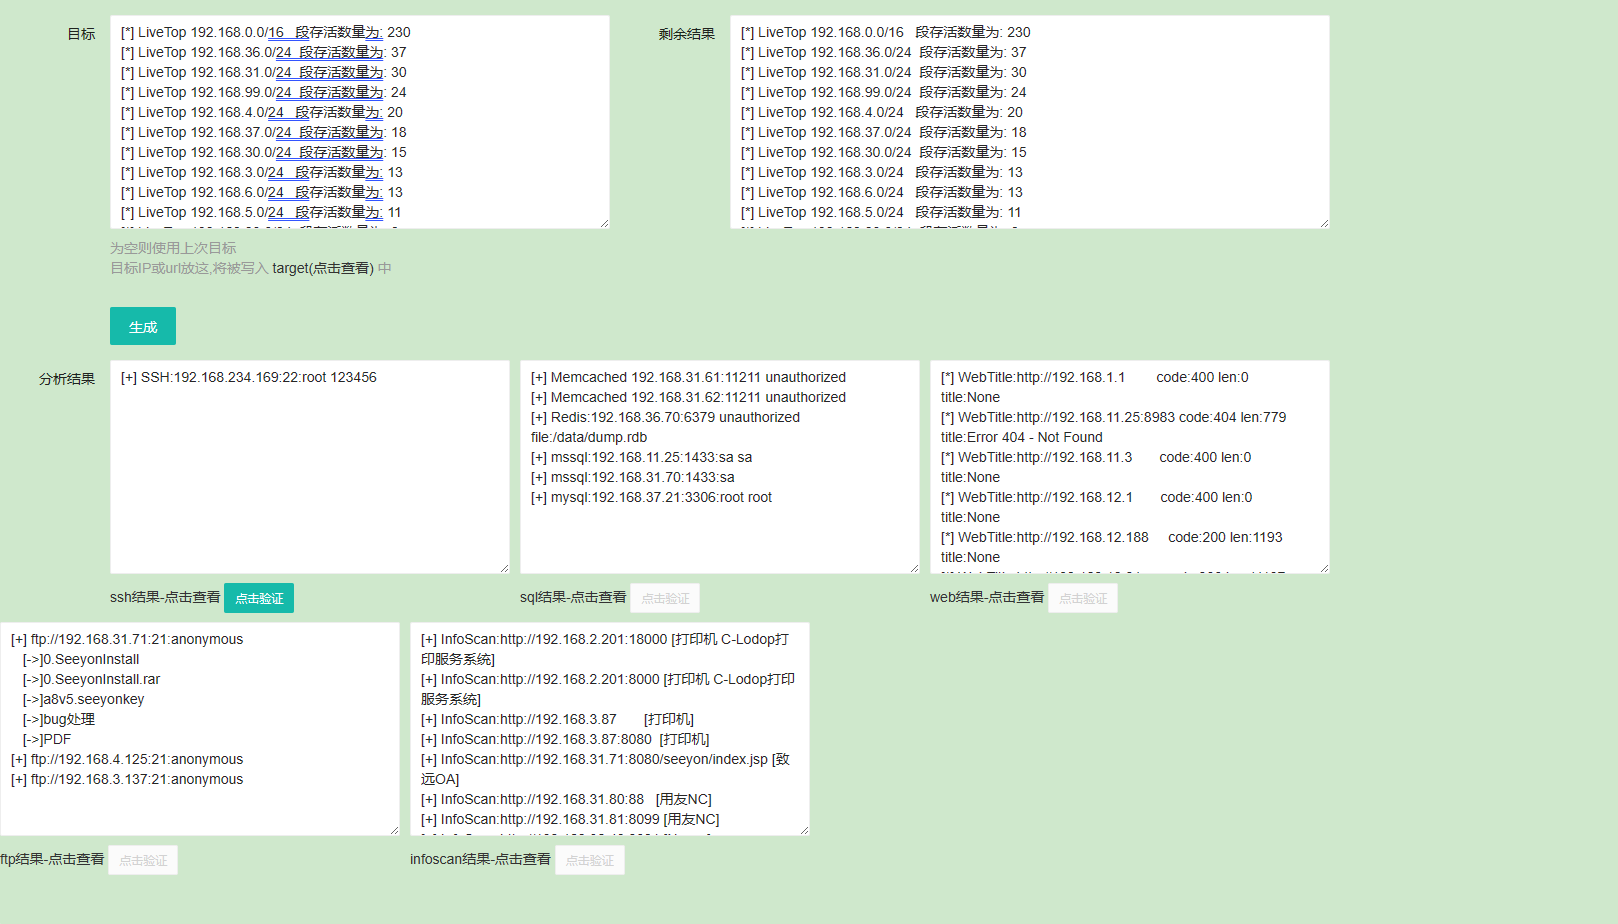 目标
[*] LiveTop 192.168.0.0/16   段存活数量为: 230
[*] LiveTop 192.168.36.0/24  段存活数量为: 37
[*] LiveTop 192.168.31.0/24  段存活数量为: 30
[*] LiveTop 192.168.99.0/24  段存活数量为: 24
[*] LiveTop 192.168.4.0/24   段存活数量为: 20
[*] LiveTop 192.168.37.0/24  段存活数量为: 18
[*] LiveTop 192.168.30.0/24  段存活数量为: 15
[*] LiveTop 192.168.3.0/24   段存活数量为: 13
[*] LiveTop 192.168.6.0/24   段存活数量为: 13
[*] LiveTop 192.168.5.0/24   段存活数量为: 11
剩余结果
[*] LiveTop 192.168.0.0/16   段存活数量为: 230
[*] LiveTop 192.168.36.0/24  段存活数量为: 37
[*] LiveTop 192.168.31.0/24  段存活数量为: 30
[*] LiveTop 192.168.99.0/24  段存活数量为: 24
[*] LiveTop 192.168.4.0/24   段存活数量为: 20
[*] LiveTop 192.168.37.0/24  段存活数量为: 18
[*] LiveTop 192.168.30.0/24  段存活数量为: 15
[*] LiveTop 192.168.3.0/24   段存活数量为: 13
[*] LiveTop 192.168.6.0/24   段存活数量为: 13
[*] LiveTop 192.168.5.0/24   段存活数量为: 11
为空则使用上次目标
目标IP或url放这,将被写入 target(点击查看) 中
生成
分析结果
[+] SSH:192.168.234.169:22:root 123456
[+] Memcached 192.168.31.61:11211 unauthorized
[+] Memcached 192.168.31.62:11211 unauthorized
[+] Redis:192.168.36.70:6379 unauthorized
file:/data/dump.rdb
[+] mssql:192.168.11.25:1433:sa sa
[+] mssql:192.168.31.70:1433:sa
[+] mysql:192.168.37.21:3306:root root
[*] WebTitle:http://192.168.1.1        code:400 len:0
title:None
[*] WebTitle:http://192.168.11.25:8983 code:404 len:779
title:Error 404 - Not Found
[*] WebTitle:http://192.168.11.3       code:400 len:0
title:None
[*] WebTitle:http://192.168.12.1       code:400 len:0
title:None
[*] WebTitle:http://192.168.12.188     code:200 len:1193
title:None
ssh结果-点击查看 点击验证
sql结果-点击查看 点击验证
web结果-点击查看 点击验证
[+] ftp://192.168.31.71:21:anonymous
[->]0.SeeyonInstall
[->]0.SeeyonInstall.rar
[->]a8v5.seeyonkey
[->]bug处理
[->]PDF
[+] ftp://192.168.4.125:21:anonymous
[+] ftp://192.168.3.137:21:anonymous
[+] InfoScan:http://192.168.2.201:18000 [打印机 C-Lodop打
印服务系统]
[+] InfoScan:http://192.168.2.201:8000 [打印机 C-Lodop打印
服务系统]
[+] InfoScan:http://192.168.3.87       [打印机]
[+] InfoScan:http://192.168.3.87:8080  [打印机]
[+] InfoScan:http://192.168.31.71:8080/seeyon/index.jsp [致
远OA]
[+] InfoScan:http://192.168.31.80:88   [用友NC]
[+] InfoScan:http://192.168.31.81:8099 [用友NC]
ftp结果-点击查看 点击验证
infoscan结果-点击查看 点击验证